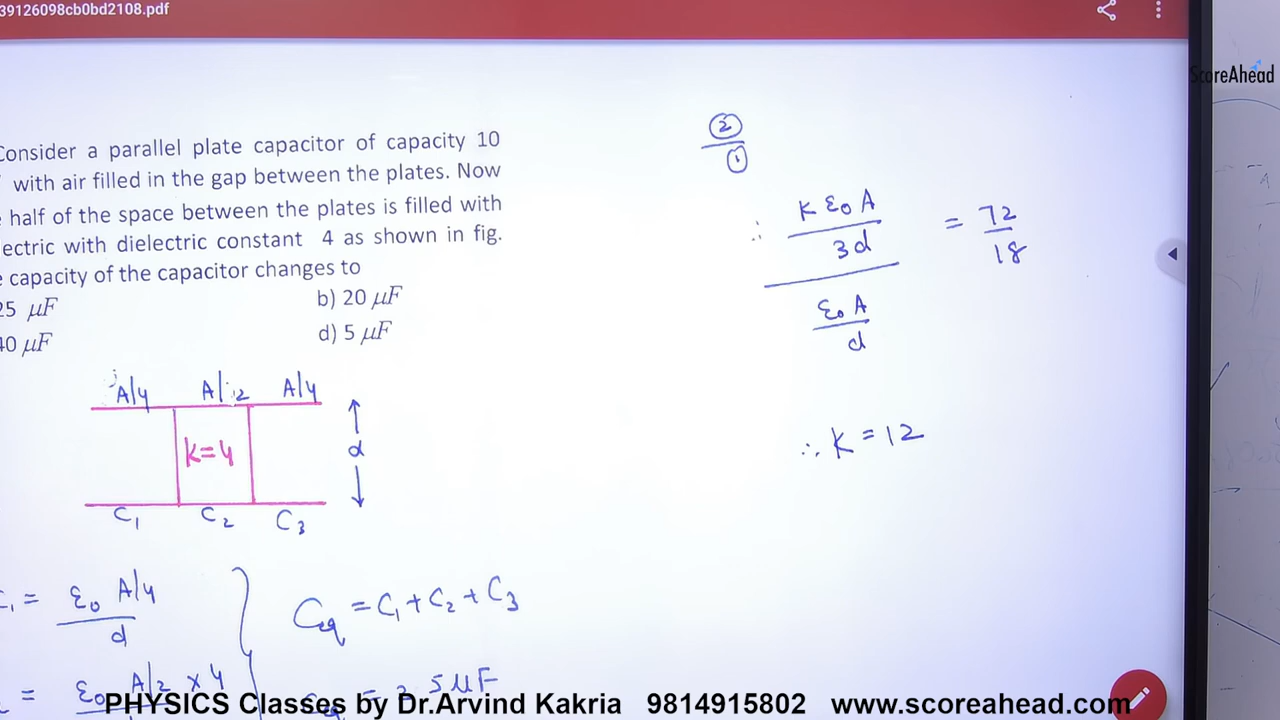 39126098cb0bd2108.pdf
ScoreAhead
Consider a parallel plate capacitor of capacity 10
with air filled in the gap between the plates. Now
half of the space between the plates is filled with
ectric with dielectric constant 4 as shown in fig.
capacity of the capacitor changes to
25 μF
b) 20 μF
40 μF
d) 5 μF
A/4 A/2 A/4
K=4
d
C₁ C₂ C₃
C₁ = ε₀ A/4
d
Ceq = C₁ + C₂ + C₃
= ε₀ A/2 × 4
5 μF
②
①
∴ K ε₀ A
3d
= 72
18
ε₀ A
d
∴ K = 12
PHYSICS Classes by Dr.Arvind Kakria 9814915802 www.scoreahead.com